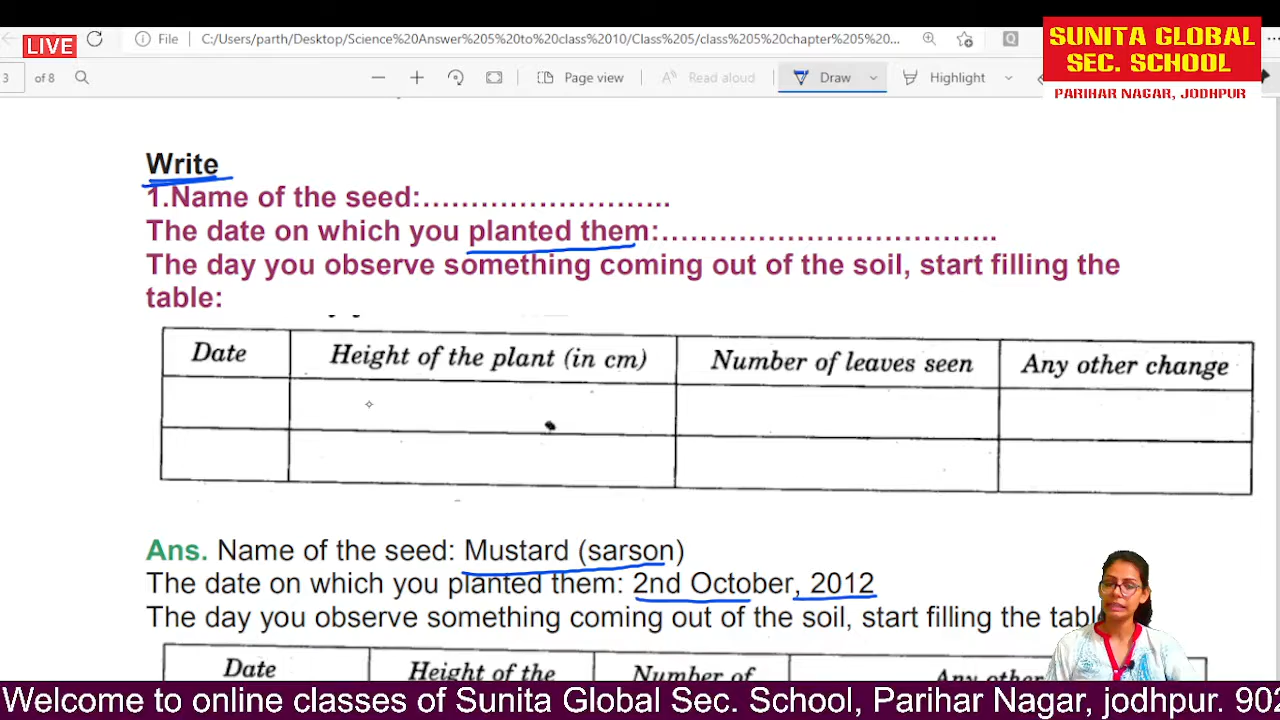 LIVE
File
C:/Users/parth/Desktop/Science%20Answer%205%20to%20class%2010/Class%205/class%205%20chapter%205%20...
SUNITA GLOBAL
SEC. SCHOOL
PARIHAR NAGAR, JODHPUR
3 of 8
Page view
Read aloud
Draw
Highlight
Write
1.Name of the seed:……………………..
The date on which you planted them:……………………………..
The day you observe something coming out of the soil, start filling the
table:
Date Height of the plant (in cm) Number of leaves seen Any other change
Ans. Name of the seed: Mustard (sarson)
The date on which you planted them: 2nd October, 2012
The day you observe something coming out of the soil, start filling the table
Date Height of the Number of Any other
Welcome to online classes of Sunita Global Sec. School, Parihar Nagar, jodhpur. 902